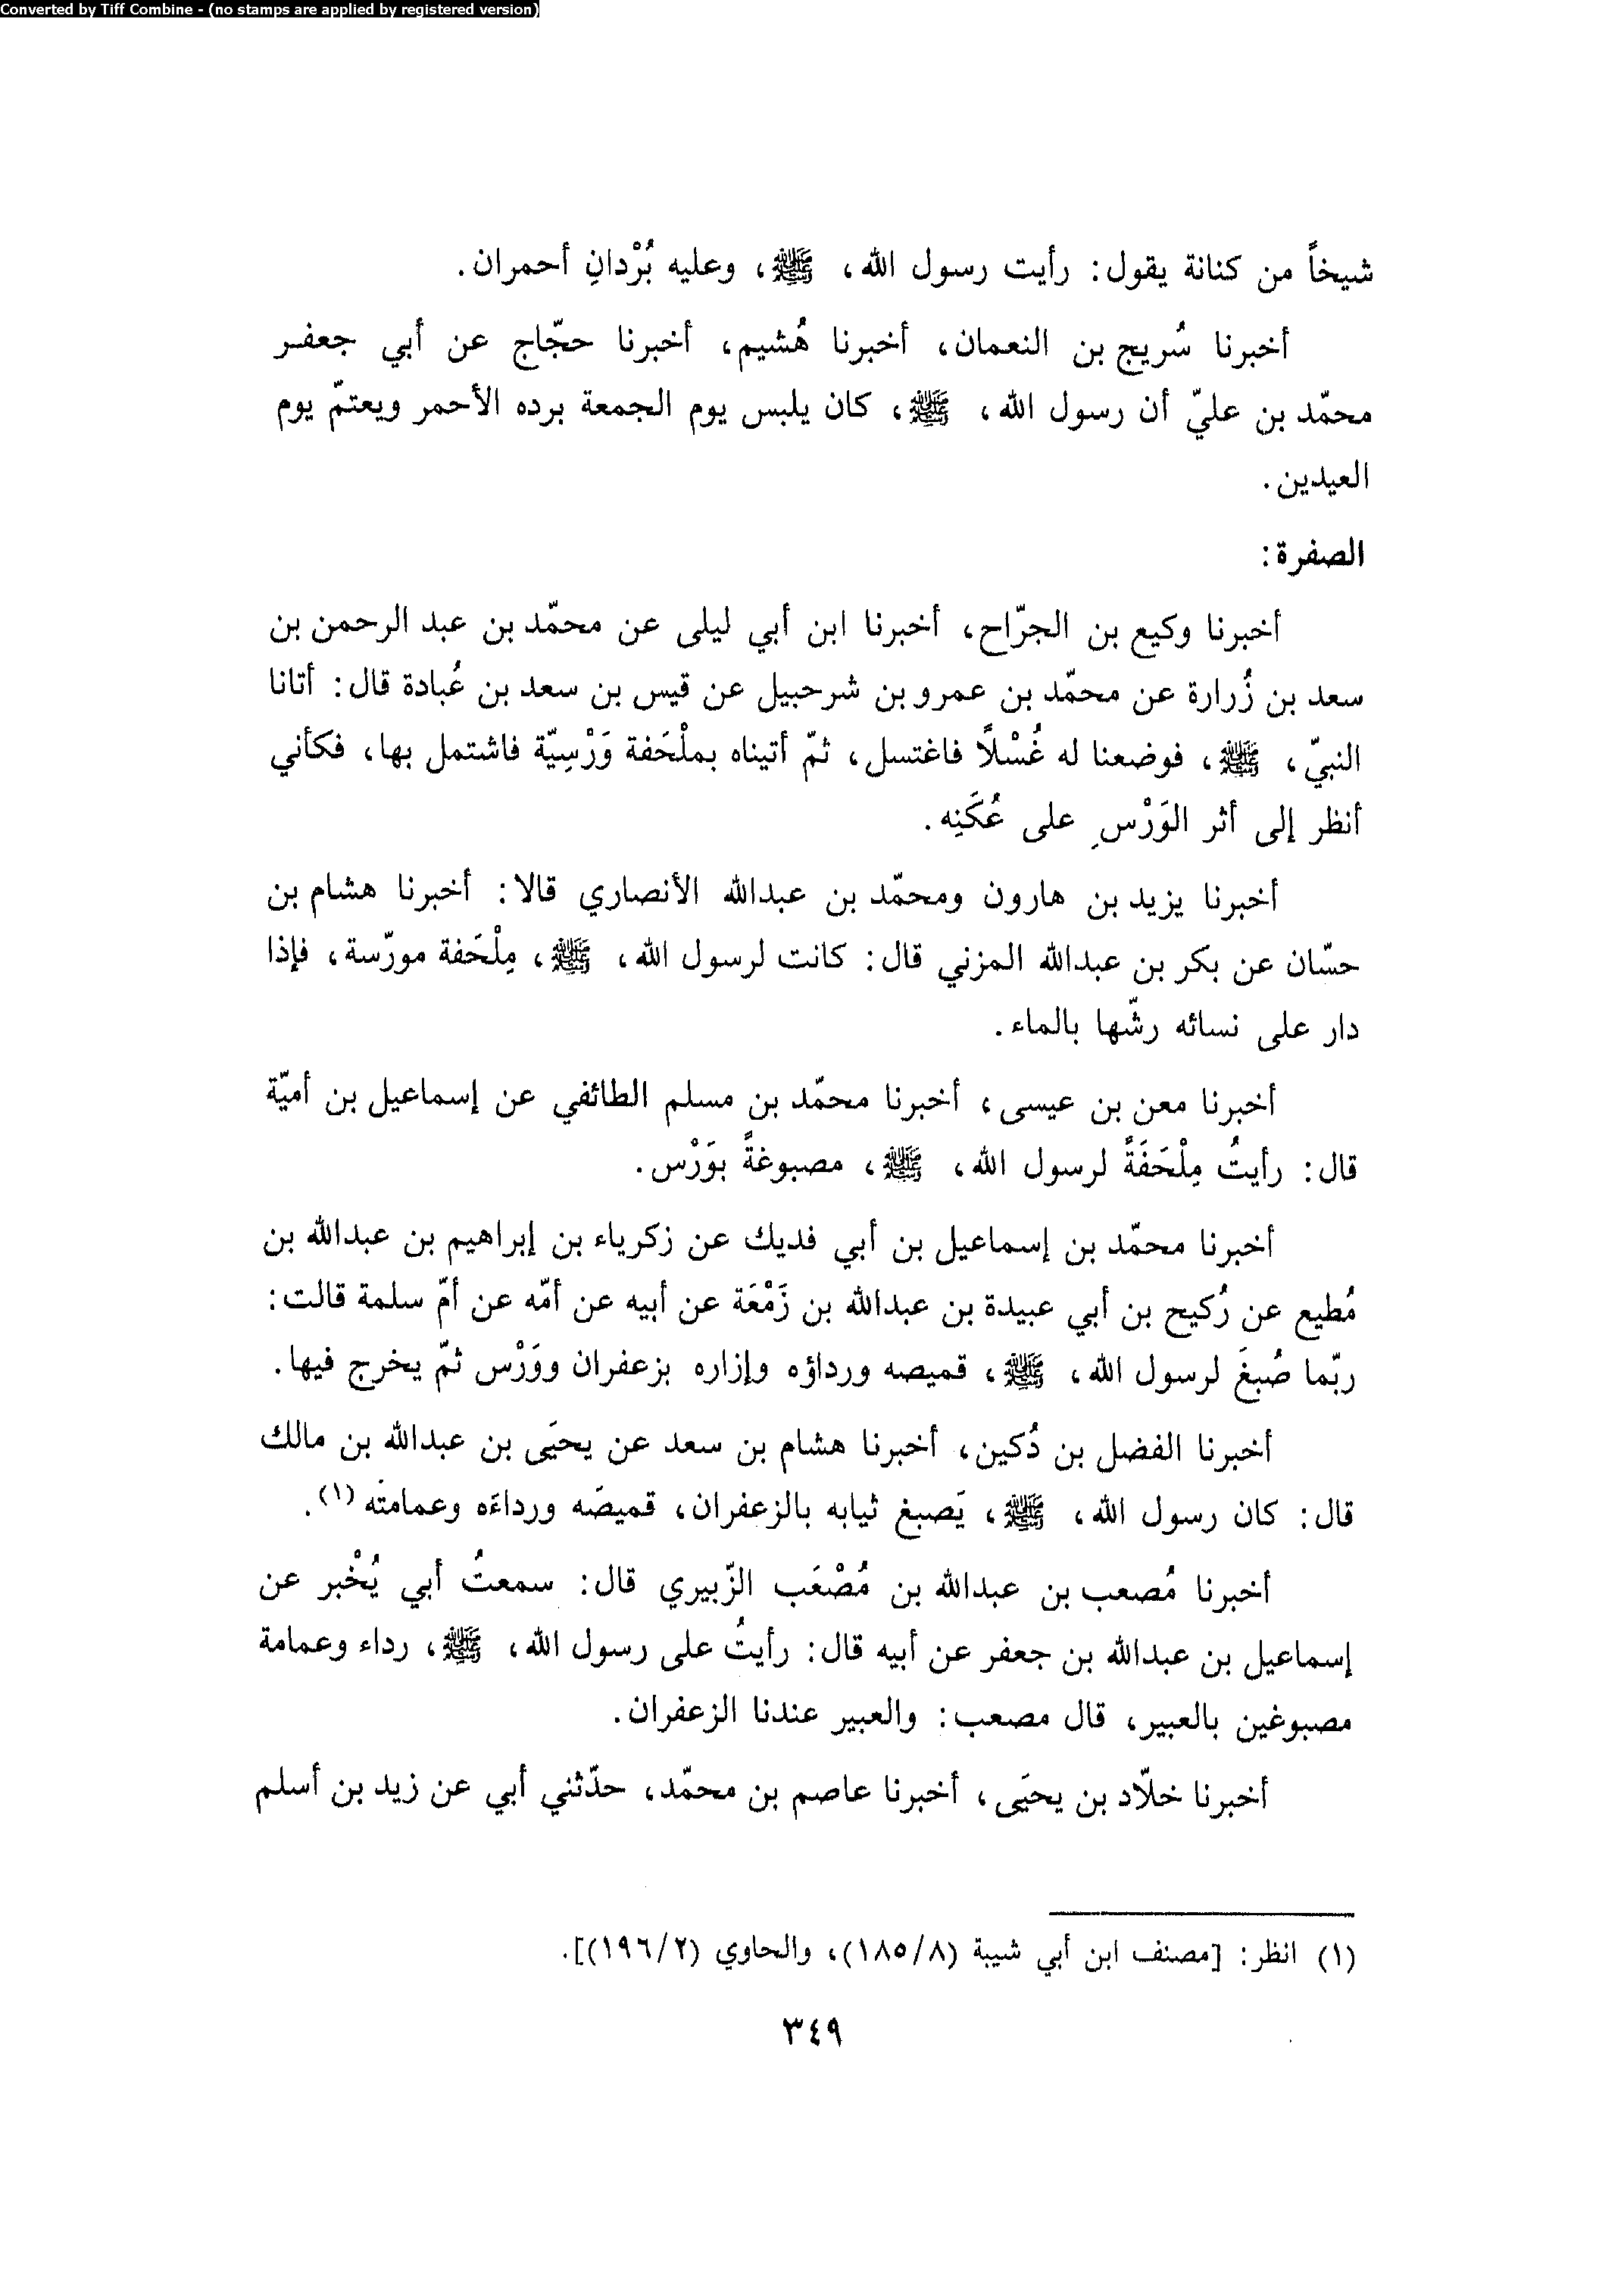 Converted by Tiff Combine - (no stamps are applied by registered version)
شيخاً من كنانة يقول: رأيت رسول الله، ﷺ، وعليه بُرْدانِ أحمران.
أخبرنا سُريج بن النعمان، أخبرنا هُشيم، أخبرنا حجّاج عن أبي جعفر
محمّد بن عليّ أن رسول الله، ﷺ، كان يلبس يوم الجمعة برده الأحمر ويعتمّ يوم
العيدين.
الصفرة:
أخبرنا وكيع بن الجرّاح، أخبرنا ابن أبي ليلى عن محمّد بن عبد الرحمن بن
سعد بن زُرارة عن محمّد بن عمرو بن شرحبيل عن قيس بن سعد بن عُبادة قال: أتانا
النبيّ، ﷺ، فوضعنا له غُسْلاً فاغتسل، ثمّ أتيناه بملْحَفة وَرْسِيّة فاشتمل بها، فكأني
أنظر إلى أثر الوَرْسِ على عُكَنِه.
أخبرنا يزيد بن هارون ومحمّد بن عبدالله الأنصاري قالا: أخبرنا هشام بن
حسّان عن بكر بن عبدالله المزني قال: كانت لرسول الله، ﷺ، مِلْحَفة مورّسة، فإذا
دار على نسائه رشّها بالماء.
أخبرنا معن بن عيسى، أخبرنا محمّد بن مسلم الطائفي عن إسماعيل بن أميّة
قال: رأيتُ مِلْحَفَةً لرسول الله، ﷺ، مصبوغةً بوَرْس.
أخبرنا محمّد بن إسماعيل بن أبي فديك عن زكرياء بن إبراهيم بن عبدالله بن
مُطيع عن رُكيح بن أبي عبيدة بن عبدالله بن زَمْعَة عن أبيه عن أمّه عن أمّ سلمة قالت:
ربّما صُبغَ لرسول الله، ﷺ، قميصه ورداؤه وإزاره بزعفران ووَرْس ثمّ يخرج فيها.
أخبرنا الفضل بن دُكين، أخبرنا هشام بن سعد عن يحيَى بن عبدالله بن مالك
قال: كان رسول الله، ﷺ، يَصبغ ثيابه بالزعفران، قميصَه ورداءَه وعمامتَه (١).
أخبرنا مُصعب بن عبدالله بن مُصْعَب الزّبيري قال: سمعتُ أبي يُخْبر عن
إسماعيل بن عبدالله بن جعفر عن أبيه قال: رأيتُ على رسول الله، ﷺ، رداء وعمامة
مصبوغين بالعبير، قال مصعب: والعبير عندنا الزعفران.
أخبرنا خلّاد بن يحيَى، أخبرنا عاصم بن محمّد، حدّثني أبي عن زيد بن أسلم
(١) انظر: [مصنف ابن أبي شيبة (١٨٥/٨)، والحاوي (١٩٦/٢)].
٣٤٩